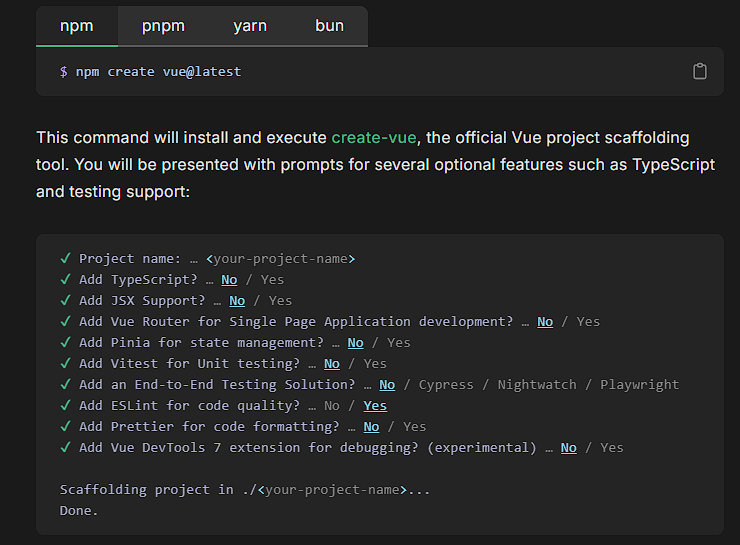 npm pnpm yarn bun
$ npm create vue@latest
This command will install and execute create-vue, the official Vue project scaffolding
tool. You will be presented with prompts for several optional features such as TypeScript
and testing support:
✓ Project name: … <your-project-name>
✓ Add TypeScript? … No / Yes
✓ Add JSX Support? … No / Yes
✓ Add Vue Router for Single Page Application development? … No / Yes
✓ Add Pinia for state management? … No / Yes
✓ Add Vitest for Unit testing? … No / Yes
✓ Add an End-to-End Testing Solution? … No / Cypress / Nightwatch / Playwright
✓ Add ESLint for code quality? … No / Yes
✓ Add Prettier for code formatting? … No / Yes
✓ Add Vue DevTools 7 extension for debugging? (experimental) … No / Yes
Scaffolding project in ./<your-project-name>...
Done.